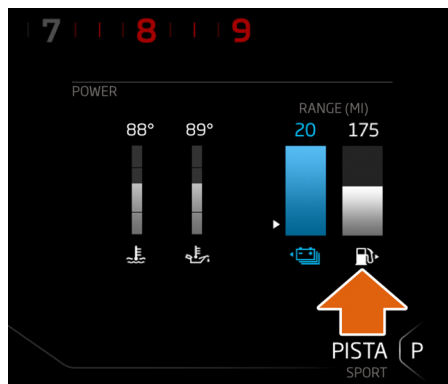 7 8 9
POWER
RANGE (MI)
88° 89° 20 175
PISTA P
SPORT